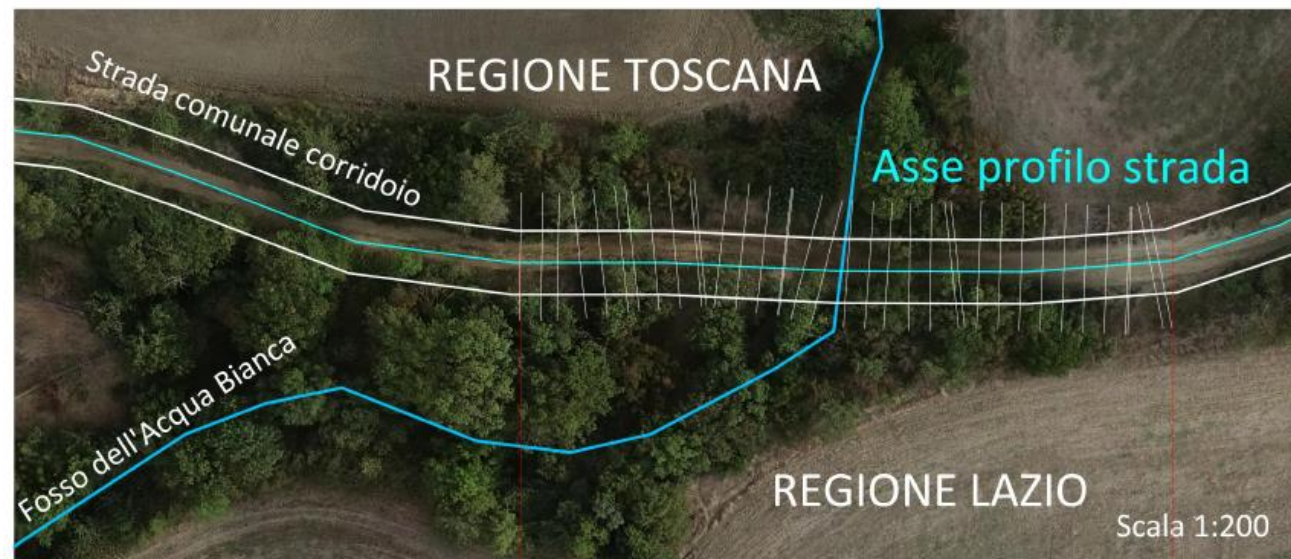 REGIONE TOSCANA
Strada comunale corridoio
Asse profilo strada
Fosso dell'Acqua Bianca
REGIONE LAZIO
Scala 1:200